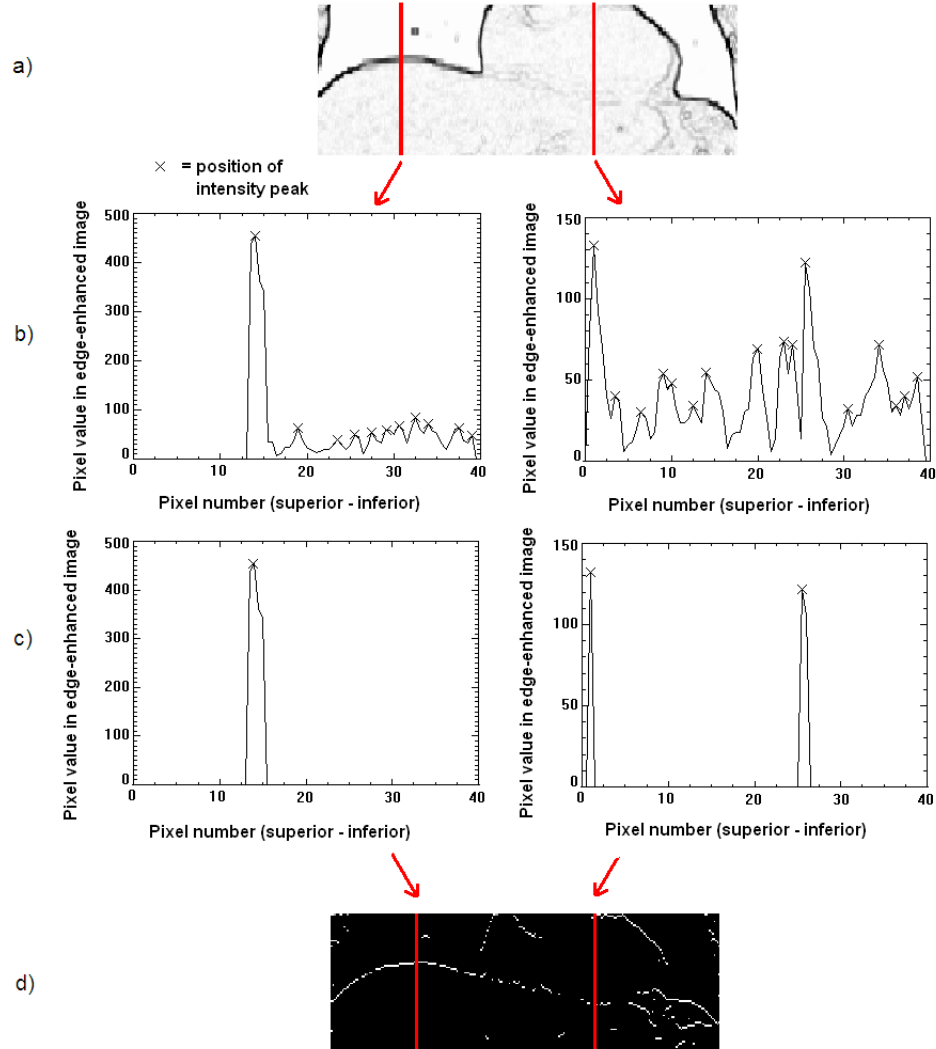 a)
× = position of
intensity peak
b)
Pixel value in edge-enhanced image
500
400
300
200
100
0
0 10 20 30 40
Pixel number (superior - inferior)
Pixel value in edge-enhanced image
150
100
50
0
0 10 20 30 40
Pixel number (superior - inferior)
c)
Pixel value in edge-enhanced image
500
400
300
200
100
0
0 10 20 30 40
Pixel number (superior - inferior)
Pixel value in edge-enhanced image
150
100
50
0
0 10 20 30 40
Pixel number (superior - inferior)
d)